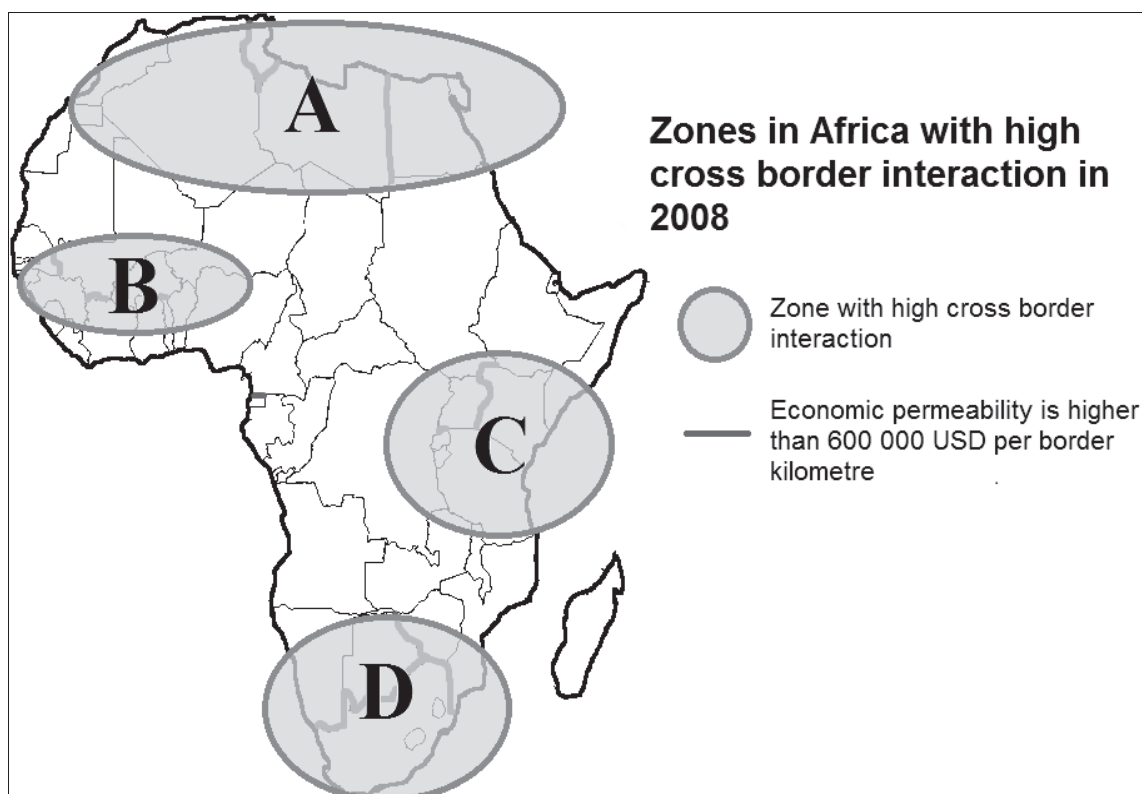 A
B
C
D
Zones in Africa with high
cross border interaction in
2008
Zone with high cross border
interaction
Economic permeability is higher
than 600 000 USD per border
kilometre